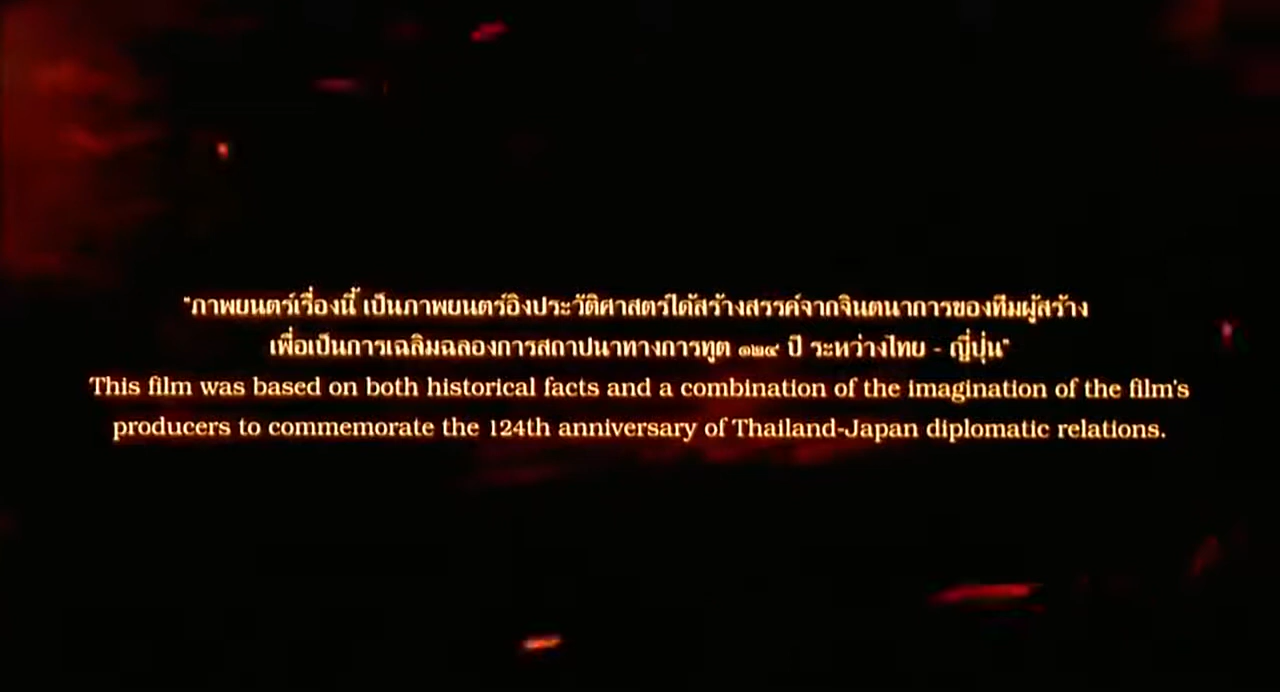 "ภาพยนตร์เรื่องนี้ เป็นภาพยนตร์อิงประวัติศาสตร์ได้สร้างสรรค์จากจินตนาการของทีมผู้สร้าง
เพื่อเป็นการเฉลิมฉลองการสถาปนาทางการทูต ๑๒๔ ปี ระหว่างไทย - ญี่ปุ่น"
This film was based on both historical facts and a combination of the imagination of the film's
producers to commemorate the 124th anniversary of Thailand-Japan diplomatic relations.